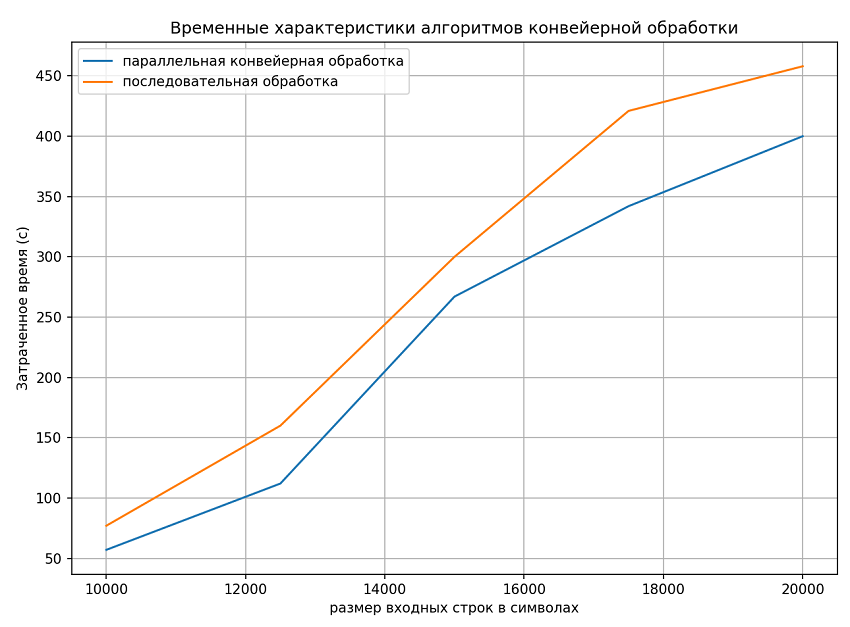 Временные характеристики алгоритмов конвейерной обработки
параллельная конвейерная обработка
последовательная обработка
Затраченное время (с)
450
400
350
300
250
200
150
100
50
10000 12000 14000 16000 18000 20000
размер входных строк в символах